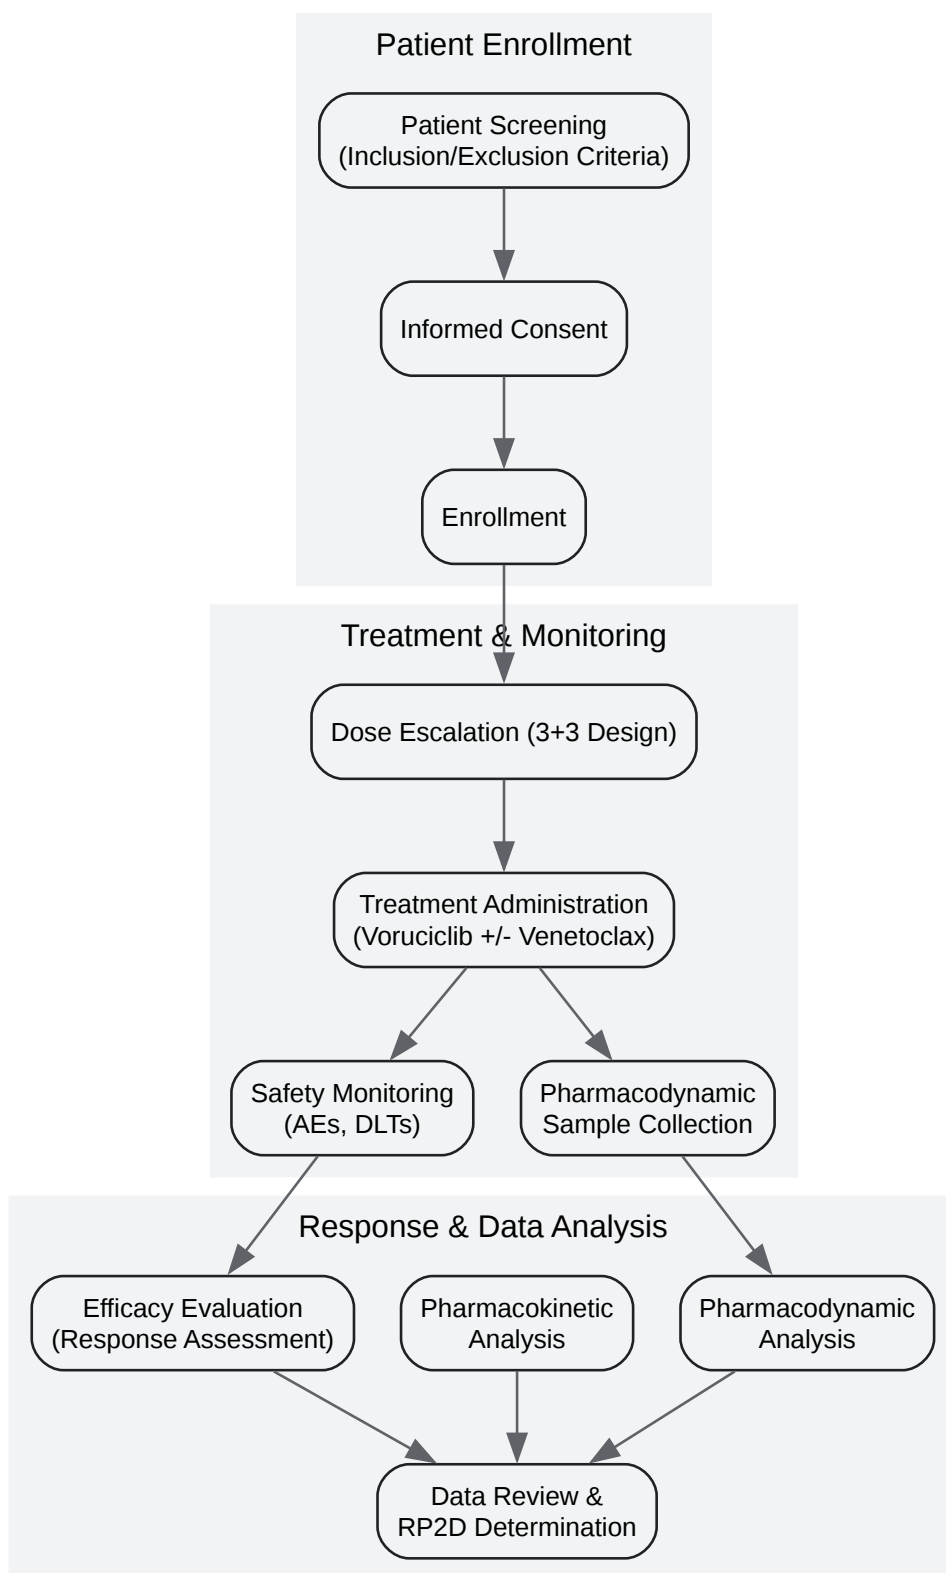 Patient Enrollment
Patient Screening
(Inclusion/Exclusion Criteria)
Informed Consent
Enrollment
Treatment & Monitoring
Dose Escalation (3+3 Design)
Treatment Administration
(Voruciclib +/- Venetoclax)
Safety Monitoring
(AEs, DLTs)
Pharmacodynamic
Sample Collection
Response & Data Analysis
Efficacy Evaluation
(Response Assessment)
Pharmacokinetic
Analysis
Pharmacodynamic
Analysis
Data Review &
RP2D Determination